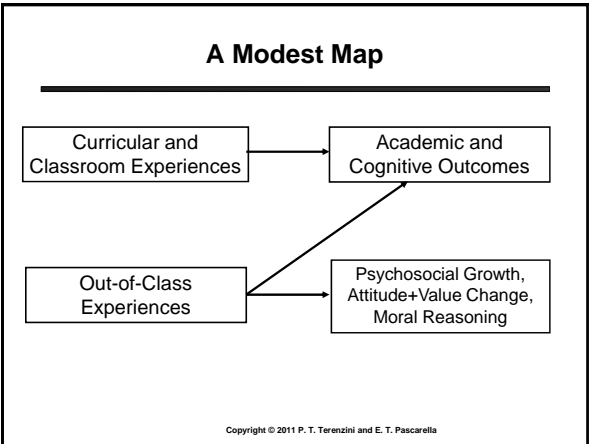 A Modest Map
Curricular and
Classroom Experiences
Academic and
Cognitive Outcomes
Out-of-Class
Experiences
Psychosocial Growth,
Attitude+Value Change,
Moral Reasoning
Copyright © 2011 P. T. Terenzini and E. T. Pascarella